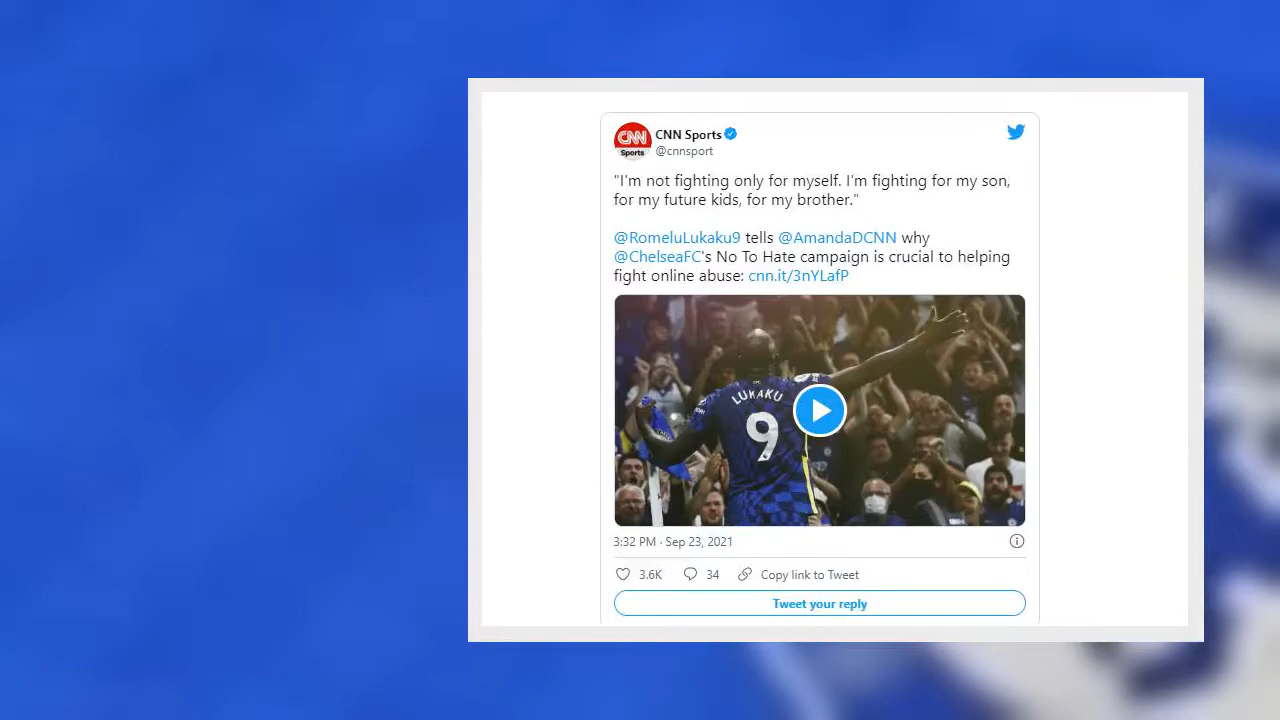 CNN
Sports
CNN Sports
@cnnsport
"I'm not fighting only for myself. I'm fighting for my son,
for my future kids, for my brother."
@RomeluLukaku9 tells @AmandaDCNN why
@ChelseaFC's No To Hate campaign is crucial to helping
fight online abuse: cnn.it/3nYLafP
LUKAKU
9
3:32 PM · Sep 23, 2021
3.6K 34 Copy link to Tweet
Tweet your reply